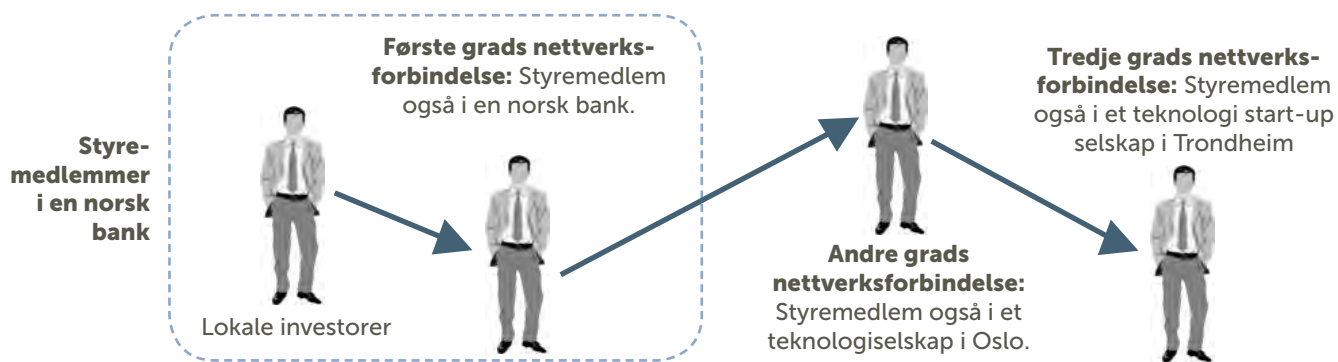 Styre-
medlemmer
i en norsk
bank
Lokale investorer
Første grads nettverks-
forbindelse: Styremedlem
også i en norsk bank.
Andre grads
nettverksforbindelse:
Styremedlem også i et
teknologiselskap i Oslo.
Tredje grads nettverks-
forbindelse: Styremedlem
også i et teknologi start-up
selskap i Trondheim